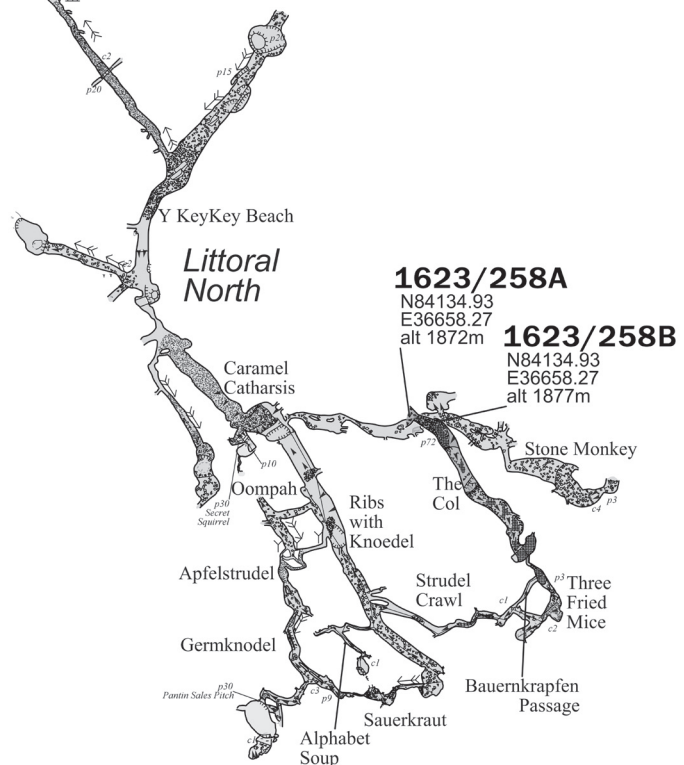 p2
c2
p15
p20
Y KeyKey Beach
Littoral
North
1623/258A
N84134.93
E36658.27
alt 1872m
1623/258B
N84134.93
E36658.27
alt 1877m
Caramel
Catharsis
p72
Stone Monkey
p10
Oompah
p30
Secret
Squirrel
The
Col
c4
p3
Ribs
with
Knoedel
Apfelstrudel
Strudel
Crawl
p3
Three
Fried
Mice
c1
c2
Germknodel
c1
Bauernkrapfen
Passage
p30
Pantin Sales Pitch
c3
p9
Sauerkraut
Alphabet
Soup
c1